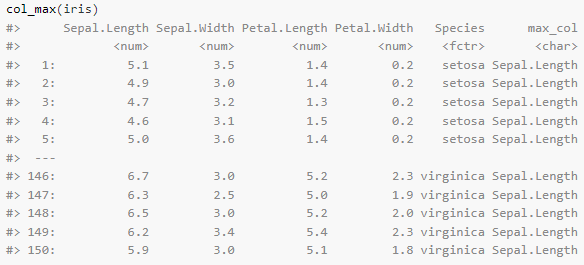 col_max(iris)
#>      Sepal.Length Sepal.Width Petal.Length Petal.Width   Species      max_col
#>             <num>       <num>        <num>       <num>    <fctr>       <char>
#>   1:          5.1         3.5          1.4         0.2    setosa Sepal.Length
#>   2:          4.9         3.0          1.4         0.2    setosa Sepal.Length
#>   3:          4.7         3.2          1.3         0.2    setosa Sepal.Length
#>   4:          4.6         3.1          1.5         0.2    setosa Sepal.Length
#>   5:          5.0         3.6          1.4         0.2    setosa Sepal.Length
#>  ---
#> 146:          6.7         3.0          5.2         2.3 virginica Sepal.Length
#> 147:          6.3         2.5          5.0         1.9 virginica Sepal.Length
#> 148:          6.5         3.0          5.2         2.0 virginica Sepal.Length
#> 149:          6.2         3.4          5.4         2.3 virginica Sepal.Length
#> 150:          5.9         3.0          5.1         1.8 virginica Sepal.Length